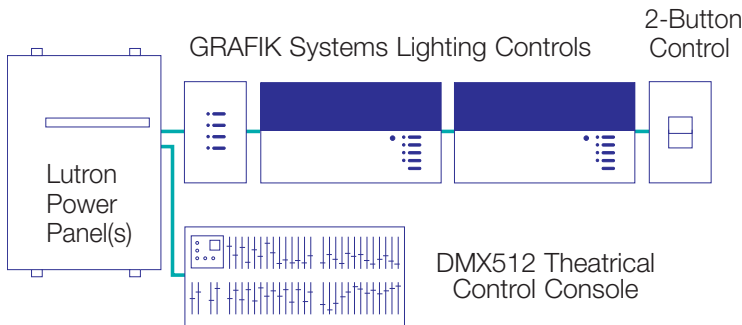 2-Button
Control
GRAFIK Systems Lighting Controls
Lutron
Power
Panel(s)
DMX512 Theatrical
Control Console